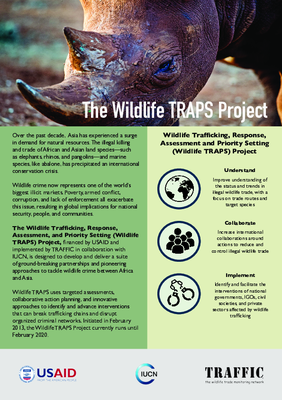 The Wildlife TRAPS Project
Over the past decade, Asia has experienced a surge
in demand for natural resources. The illegal killing
and trade of African and Asian land species—such
as elephants, rhinos, and pangolins—and marine
species, like abalone, has precipitated an international
conservation crisis.
Wildlife crime now represents one of the world's
biggest illicit markets. Poverty, armed conflict,
corruption, and lack of enforcement all exacerbate
this issue, resulting in global implications for national
security, people, and communities.
The Wildlife Trafficking, Response,
Assessment, and Priority Setting (Wildlife
TRAPS) Project, financed by USAID and
implemented by TRAFFIC in collaboration with
IUCN, is designed to develop and deliver a suite
of ground-breaking partnerships and pioneering
approaches to tackle wildlife crime between Africa
and Asia.
Wildlife TRAPS uses targeted assessments,
collaborative action planning, and innovative
approaches to identify and advance interventions
that can break trafficking chains and disrupt
organized criminal networks. Initiated in February
2013, the Wildlife TRAPS Project currently runs until
February 2020.
Wildlife Trafficking, Response,
Assessment and Priority Setting
(Wildlife TRAPS) Project
Understand
Improve understanding of
the status and trends in
illegal wildlife trade, with a
focus on trade routes and
target species
Collaborate
Increase international
collaborations around
actions to reduce and
control illegal wildlife trade
Implement
Identify and facilitate the
interventions of national
governments, IGOs, civil
societies, and private
sectors affected by wildlife
trafficking
USAID
IUCN
TRAFFIC
the wildlife trade monitoring network